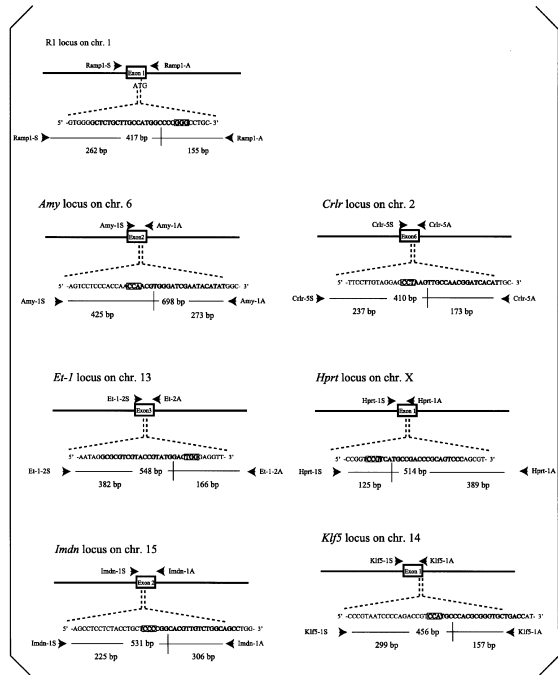 R1 locus on chr. 1
Ramp1-S Ramp1-A
Exon 1
ATG
5' -GTGGGGCTCTGCTTGCCATGGCCCCGGGCCTGC- 3'
Ramp1-S 417 bp Ramp1-A
262 bp 155 bp
Amy locus on chr. 6
Amy-1S Amy-1A
Exon2
5' -AGTCCTCCCACCAACCAACGTGGGATCGAATACATATGGC- 3'
Amy-1S 698 bp Amy-1A
425 bp 273 bp
Crlr locus on chr. 2
Crlr-5S Crlr-5A
Exon6
5' -TTCCTTGTAGGAGCCTAAGTTGCCAACGGATCACATTGC- 3'
Crlr-5S 410 bp Crlr-5A
237 bp 173 bp
Et-1 locus on chr. 13
Et-1-2S Et-2A
Exon3
5' -AATAGGCGCGTCGTACCGTATGGACTGGGAGGTT- 3'
Et-1-2S 548 bp Et-1-2A
382 bp 166 bp
Hprt locus on chr. X
Hprt-1S Hprt-1A
Exon 1
5' -CCGGTCCCGTCATGCCGACCCGCAGTCCCAGCGT- 3'
Hprt-1S 514 bp Hprt-1A
125 bp 389 bp
Imdn locus on chr. 15
Imdn-1S Imdn-1A
Exon 2
5' -AGCCTCCTCTACCTGCTCCCCGGCACGTTGTCTGGCAGCCTGG- 3'
Imdn-1S 531 bp Imdn-1A
225 bp 306 bp
Klf5 locus on chr. 14
Klf5-1S Klf5-1A
Exon 1
5' -CCCGTAATCCCCAGACCGTCCATGCCCACGCGGGTGCTGACCAT- 3'
Klf5-1S 456 bp Klf5-1A
299 bp 157 bp